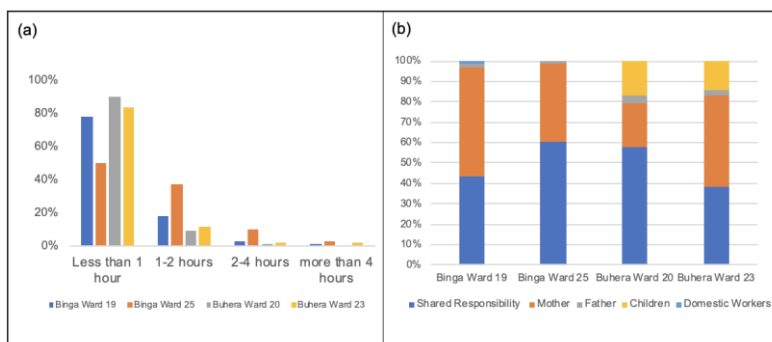 (a)
100%
80%
60%
40%
20%
0%
Less than 1
hour
1-2 hours
2-4 hours
more than 4
hours
Binga Ward 19
Binga Ward 25
Buhera Ward 20
Buhera Ward 23
(b)
100%
90%
80%
70%
60%
50%
40%
30%
20%
10%
0%
Binga Ward 19
Binga Ward 25
Buhera Ward 20
Buhera Ward 23
Shared Responsibility
Mother
Father
Children
Domestic Workers